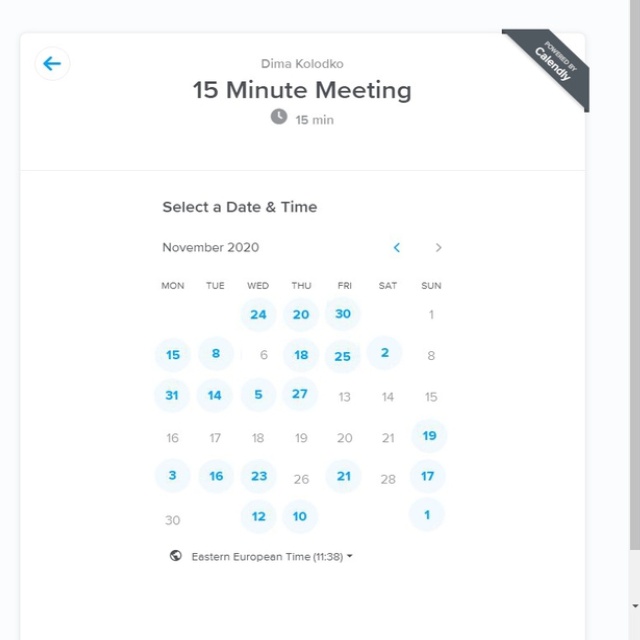 POWERED BY
Calendly
Dima Kolodko
15 Minute Meeting
15 min
Select a Date & Time
November 2020 < >
MON TUE WED THU FRI SAT SUN
24 20 30 1
15 8 6 18 25 2 8
31 14 5 27 13 14 15
16 17 18 19 20 21 19
3 16 23 26 21 28 17
30 12 10 1
Eastern European Time (11:38)